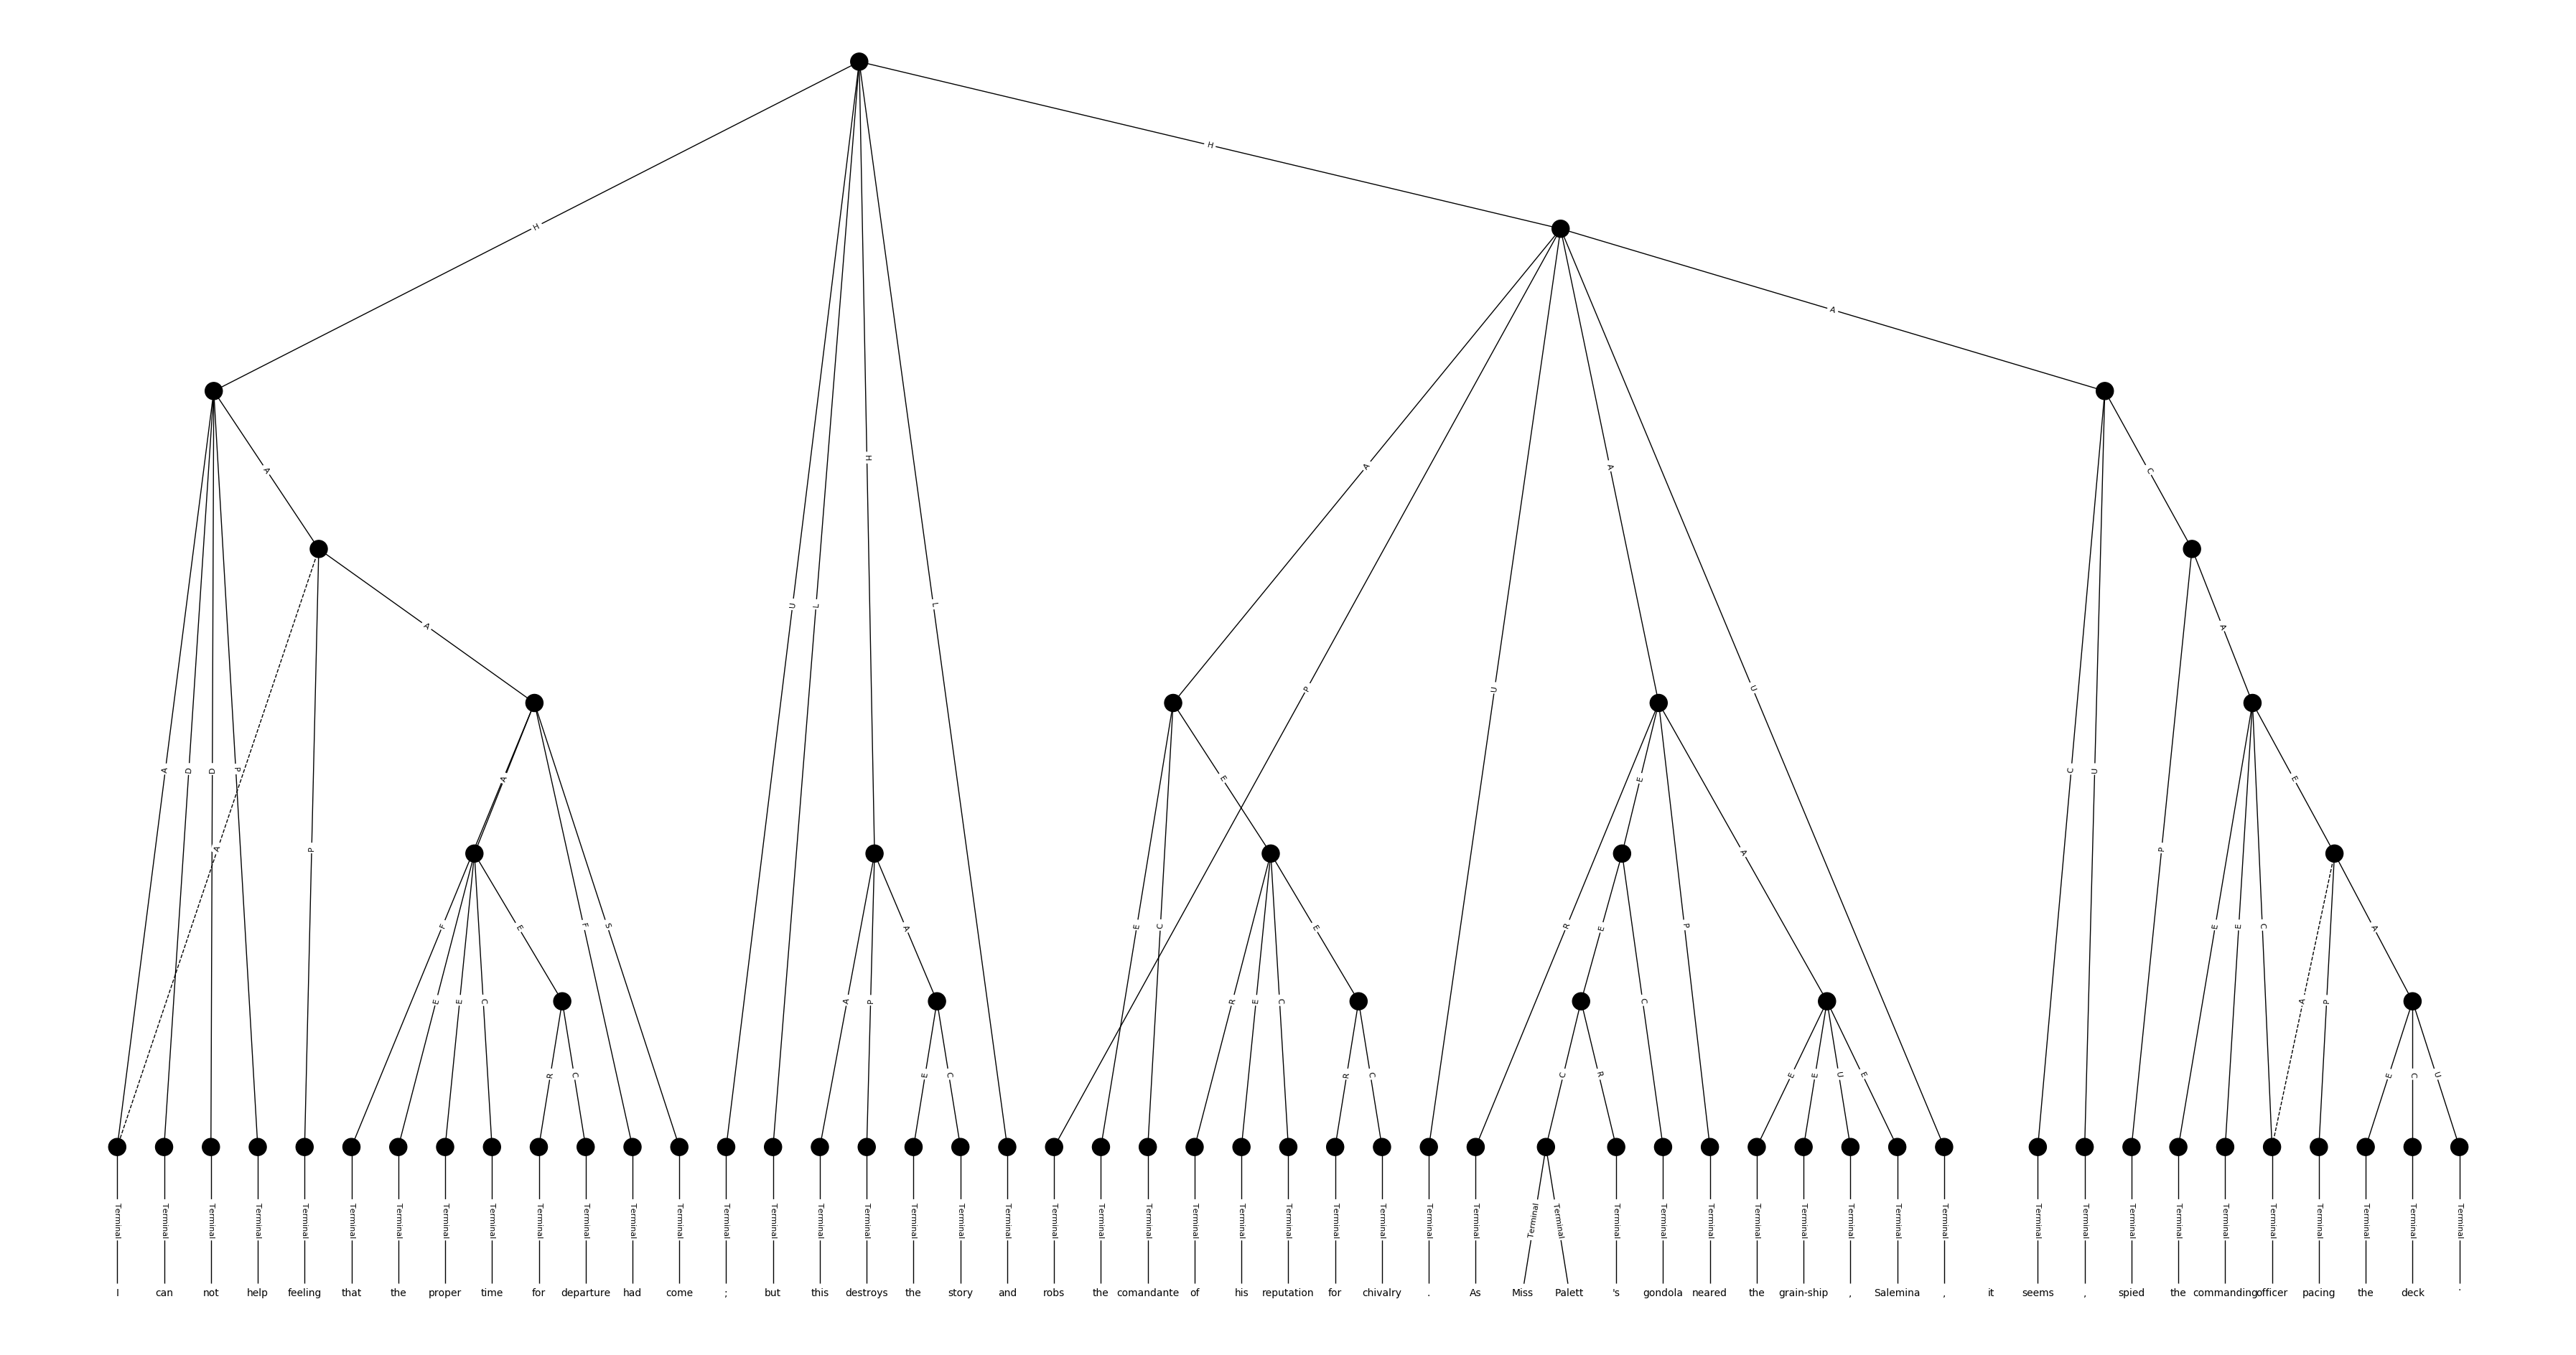 H
H
A
A
C
H
A
A
A
A
U
L
L
P
U
U
A
A
D
D
P
A
E
E
E
C
U
P
A
P
A
F
E
F
S
A
E
C
E
R
E
P
E
E
C
E
E
C
A
E
C
A
P
R
E
C
C
A
P
R
C
E
C
R
C
C
R
E
E
U
E
E
C
U
Terminal Terminal Terminal Terminal Terminal Terminal Terminal Terminal Terminal Terminal Terminal Terminal Terminal Terminal Terminal Terminal Terminal Terminal Terminal Terminal Terminal Terminal Terminal Terminal Terminal Terminal Terminal Terminal Terminal Terminal Terminal Terminal Terminal Terminal Terminal Terminal Terminal Terminal Terminal Terminal Terminal Terminal Terminal Terminal Terminal Terminal Terminal Terminal Terminal Terminal
I can not help feeling that the proper time for departure had come ; but this destroys the story and robs the comandante of his reputation for chivalry . As Miss Palett 's gondola neared the grain-ship , Salemina , it seems , spied the commanding officer pacing the deck .